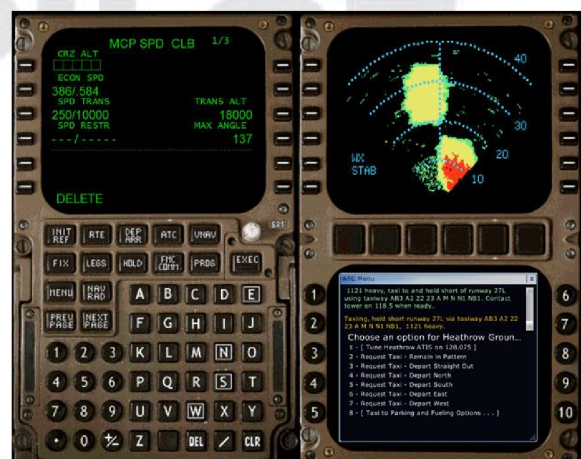 MCP SPD CLB 1/3
CRZ ALT
ECON SPD
386/.584
SPD TRANS TRANS ALT
250/10000 18000
SPD RESTR MAX ANGLE
---/----- 137
DELETE
40
30
20
10
WX
STAB
INIT REF RTE DEP ARR ATC VNAV BRT
FIX LEGS HOLD FMC COMM PROG EXEC
MENU NAV RAD A B C D E
PREV PAGE NEXT PAGE F G H I J
1 2 3 K L M N O
4 5 6 P Q R S T
7 8 9 U V W X Y
. 0 +/- Z DEL / CLR
ATC Menu X
1121 heavy, taxi to and hold short of runway 27L
using taxiway AB3 A2 22 23 A M N N1 NB1. Contact
tower on 118.5 when ready.
Taxiing, hold short runway 27L via taxiway AB3 A2 22
23 A M N N1 NB1, 1121 heavy.
Choose an option for Heathrow Groun...
1 - [ Tune Heathrow ATIS on 128.075 ]
2 - Request Taxi - Remain in Pattern
3 - Request Taxi - Depart Straight Out
4 - Request Taxi - Depart North
5 - Request Taxi - Depart South
6 - Request Taxi - Depart East
7 - Request Taxi - Depart West
8 - [ Taxi to Parking and Fueling Options . . . ]
1 6
2 7
3 8
4 9
5 10